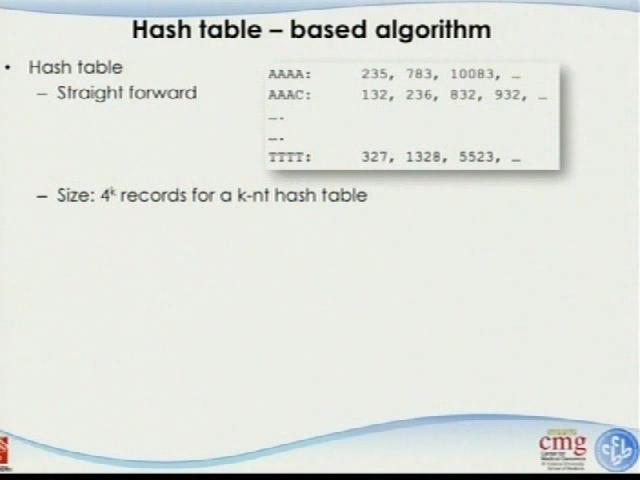 Hash table – based algorithm
• Hash table
– Straight forward
AAAA: 235, 783, 10083, …
AAAC: 132, 236, 832, 932, …
….
….
TTTT: 327, 1328, 5523, …
– Size: 4ᵏ records for a k-nt hash table
cmg